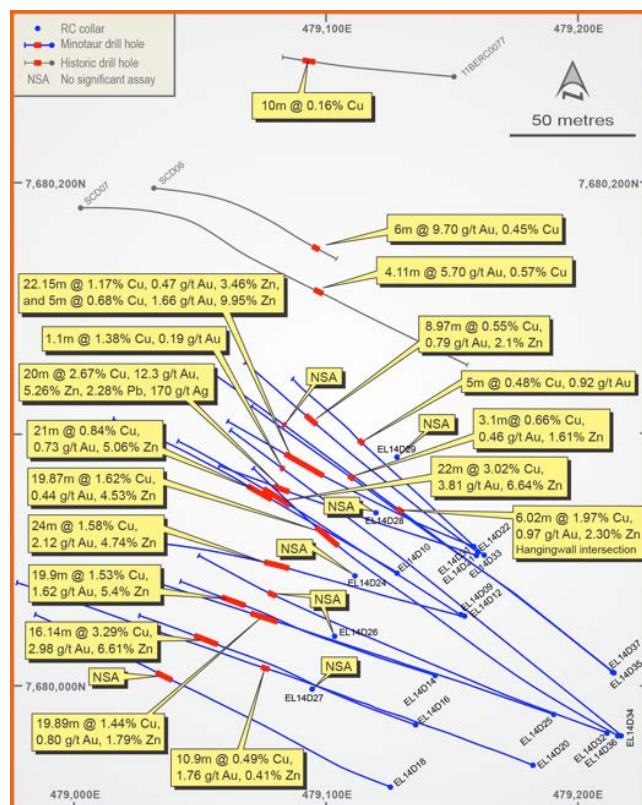 479,100E
479,200E
RC collar
Minotaur drill hole
Historic drill hole
NSA No significant assay
11BERC0077
10m @ 0.16% Cu
50 metres
7,680,200N
7,680,200N
SCD06
SCD07
6m @ 9.70 g/t Au, 0.45% Cu
4.11m @ 5.70 g/t Au, 0.57% Cu
22.15m @ 1.17% Cu, 0.47 g/t Au, 3.46% Zn,
and 5m @ 0.68% Cu, 1.66 g/t Au, 9.95% Zn
8.97m @ 0.55% Cu,
0.79 g/t Au, 2.1% Zn
1.1m @ 1.38% Cu, 0.19 g/t Au
20m @ 2.67% Cu, 12.3 g/t Au,
5.26% Zn, 2.28% Pb, 170 g/t Ag
NSA
5m @ 0.48% Cu, 0.92 g/t Au
NSA
21m @ 0.84% Cu,
0.73 g/t Au, 5.06% Zn
3.1m @ 0.66% Cu,
0.46 g/t Au, 1.61% Zn
EL14D29
22m @ 3.02% Cu,
3.81 g/t Au, 6.64% Zn
19.87m @ 1.62% Cu,
0.44 g/t Au, 4.53% Zn
NSA
EL14D28
6.02m @ 1.97% Cu,
0.97 g/t Au, 2.30% Zn
Hangingwall intersection
24m @ 1.58% Cu,
2.12 g/t Au, 4.74% Zn
EL14D22
EL14D21
EL14D33
NSA
EL14D10
EL14D24
EL14D09
EL14D12
19.9m @ 1.53% Cu,
1.62 g/t Au, 5.4% Zn
NSA
EL14D26
16.14m @ 3.29% Cu,
2.98 g/t Au, 6.61% Zn
EL14D37
EL14D35
EL14D14
NSA
NSA
EL14D27
7,680,000N
7,680,000N
19.89m @ 1.44% Cu,
0.80 g/t Au, 1.79% Zn
EL14D16
EL14D25
EL14D32
EL14D36
EL14D34
10.9m @ 0.49% Cu,
1.76 g/t Au, 0.41% Zn
EL14D20
EL14D18
479,000E
479,100E
479,200E